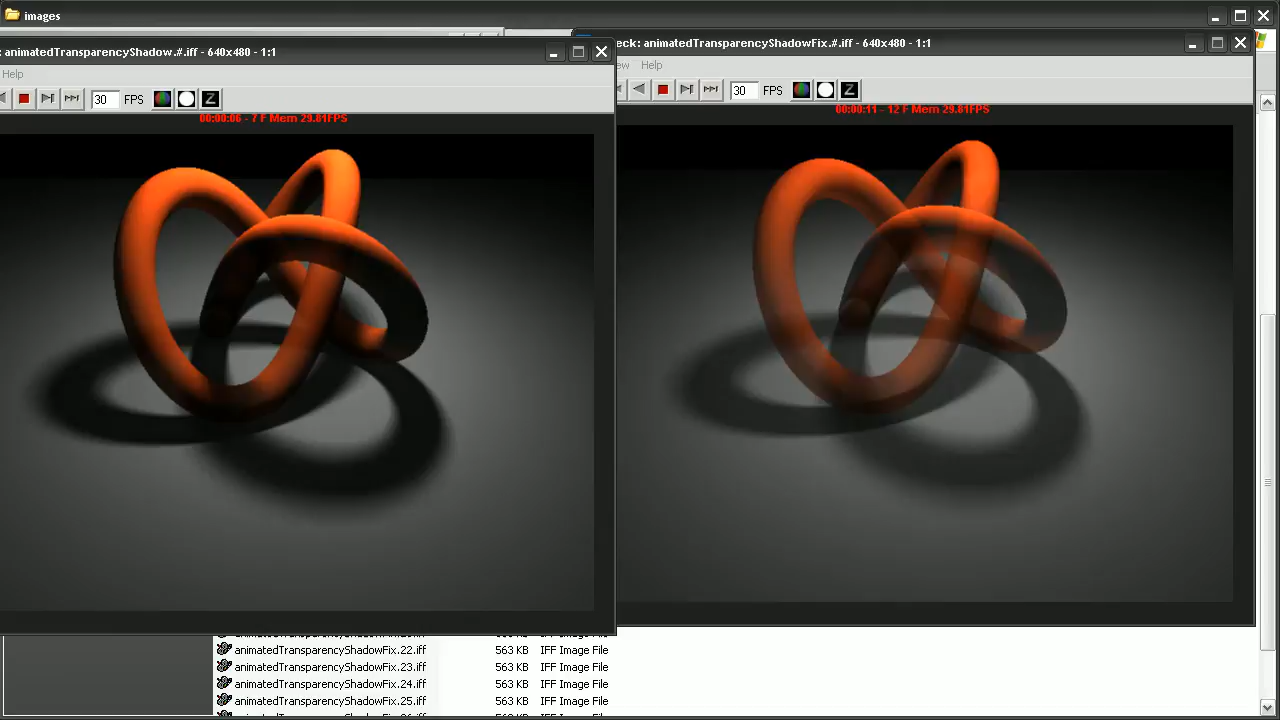 images
: animatedTransparencyShadow.#.iff - 640x480 - 1:1
eck: animatedTransparencyShadowFix.#.iff - 640x480 - 1:1
Help
ew Help
30 FPS
30 FPS
00:00:06 - 7 F Mem 29.81FPS
00:00:11 - 12 F Mem 29.81FPS
animatedTransparencyShadowFix.22.iff 563 KB IFF Image File
animatedTransparencyShadowFix.23.iff 563 KB IFF Image File
animatedTransparencyShadowFix.24.iff 563 KB IFF Image File
animatedTransparencyShadowFix.25.iff 563 KB IFF Image File